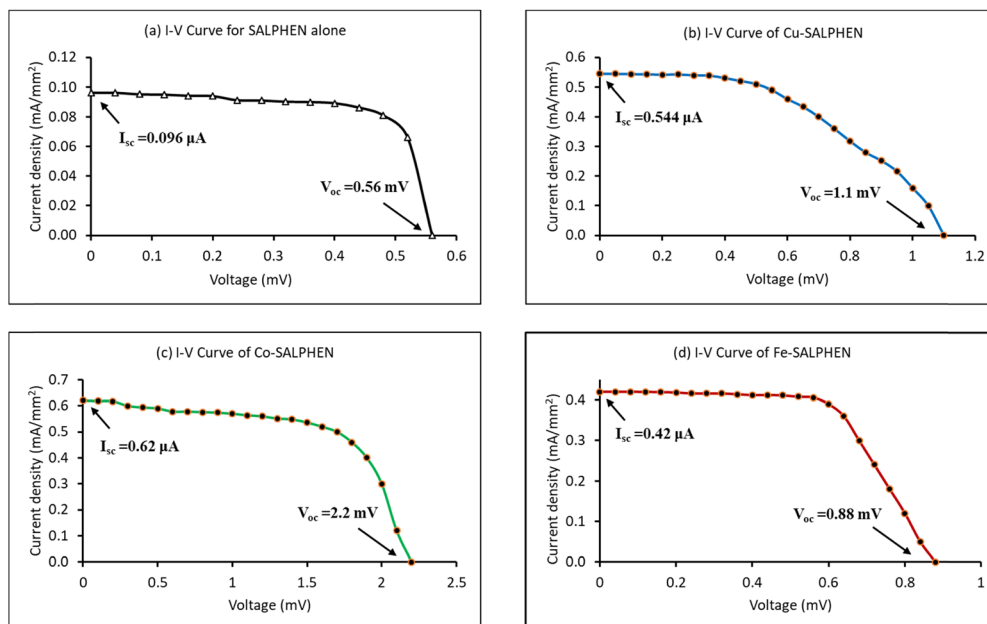 (a) I-V Curve for SALPHEN alone
Current density (mA/mm²)
0.12
0.10
0.08
0.06
0.04
0.02
0.00
I_sc =0.096 µA
V_oc =0.56 mV
0 0.1 0.2 0.3 0.4 0.5 0.6
Voltage (mV)
(b) I-V Curve of Cu-SALPHEN
Current density (mA/mm²)
0.6
0.5
0.4
0.3
0.2
0.1
0.0
I_sc =0.544 µA
V_oc =1.1 mV
0 0.2 0.4 0.6 0.8 1 1.2
Voltage (mV)
(c) I-V Curve of Co-SALPHEN
Current density (mA/mm²)
0.7
0.6
0.5
0.4
0.3
0.2
0.1
0.0
I_sc =0.62 µA
V_oc =2.2 mV
0 0.5 1 1.5 2 2.5
Voltage (mV)
(d) I-V Curve of Fe-SALPHEN
Current density (mA/mm²)
0.4
0.3
0.2
0.1
0.0
I_sc =0.42 µA
V_oc =0.88 mV
0 0.2 0.4 0.6 0.8 1
Voltage (mV)